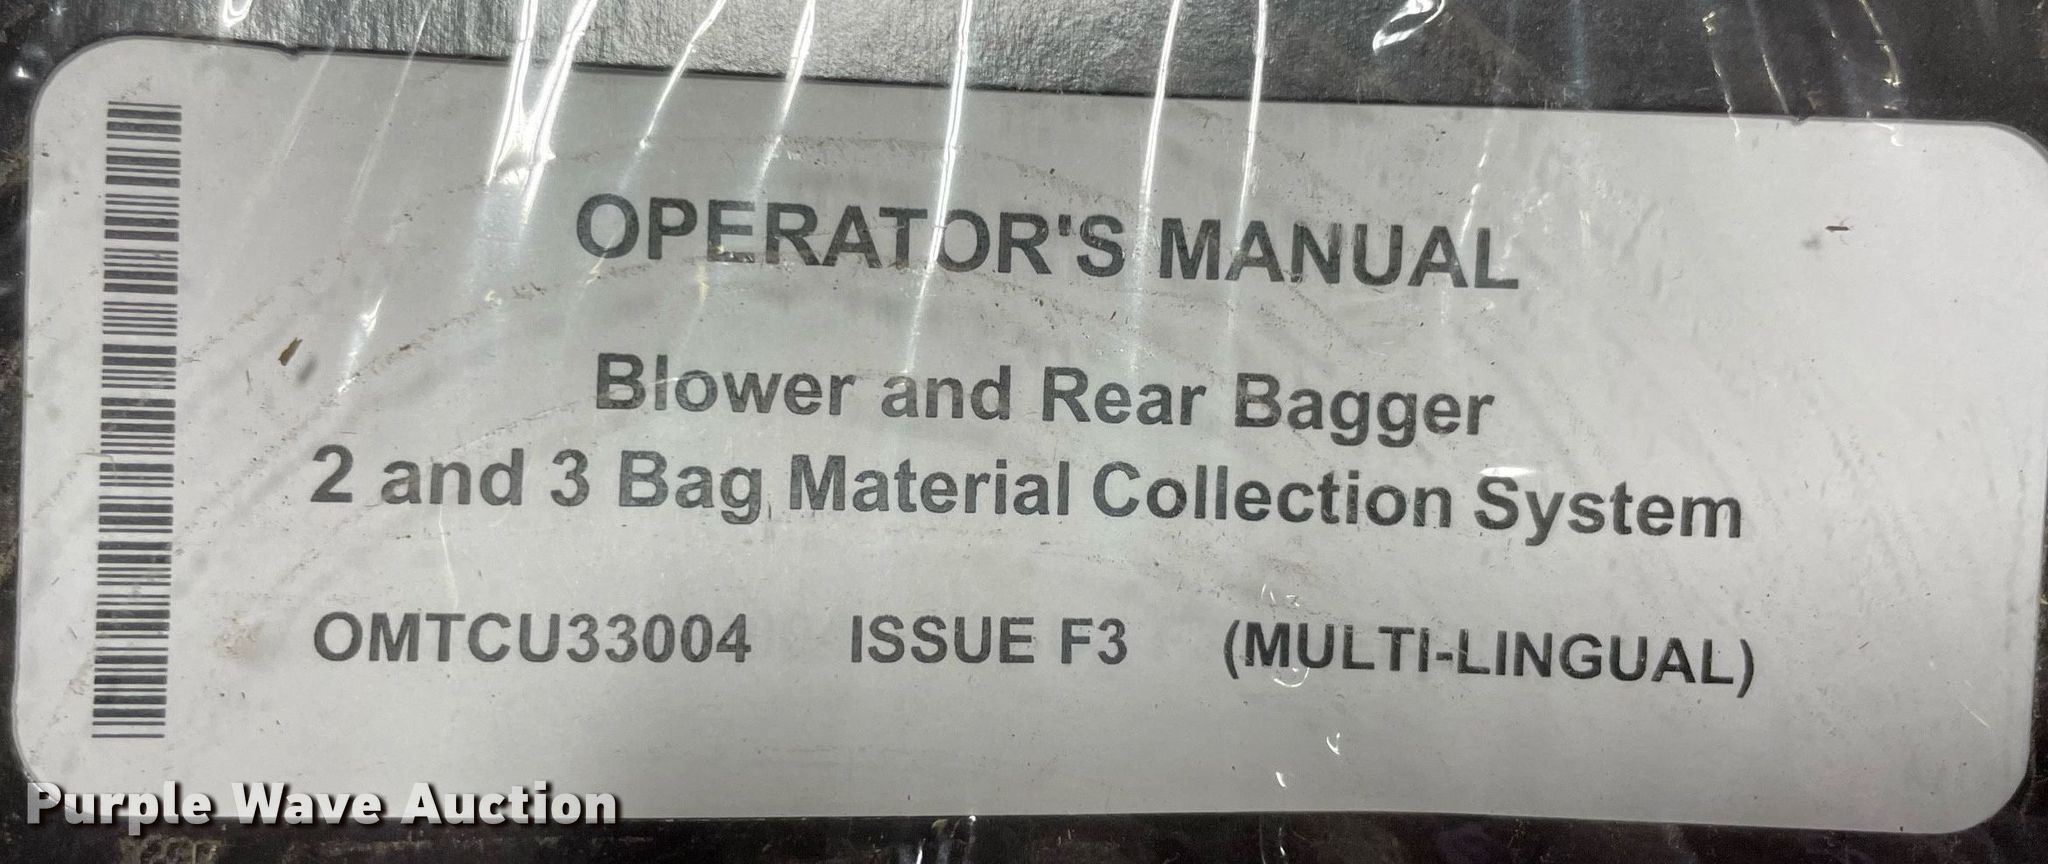 OPERATOR'S MANUAL
Blower and Rear Bagger
2 and 3 Bag Material Collection System
OMTCU33004 ISSUE F3 (MULTI-LINGUAL)
Purple Wave Auction